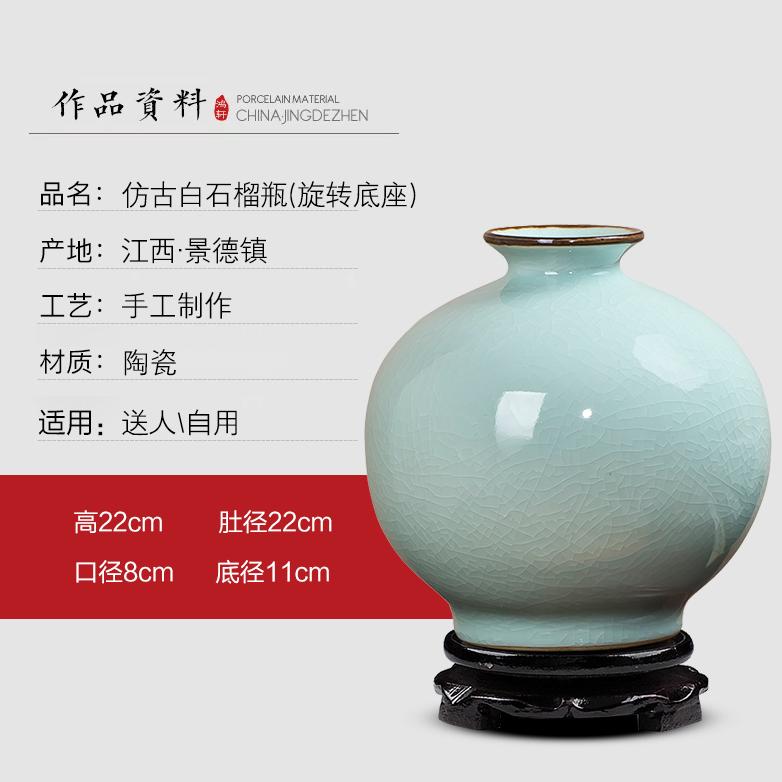 作品資料
鴻軒
PORCELAIN MATERIAL
CHINA·JINGDEZHEN
品名：仿古白石榴瓶(旋转底座)
产地：江西·景德镇
工艺：手工制作
材质：陶瓷
适用：送人\自用
高22cm 肚径22cm
口径8cm 底径11cm